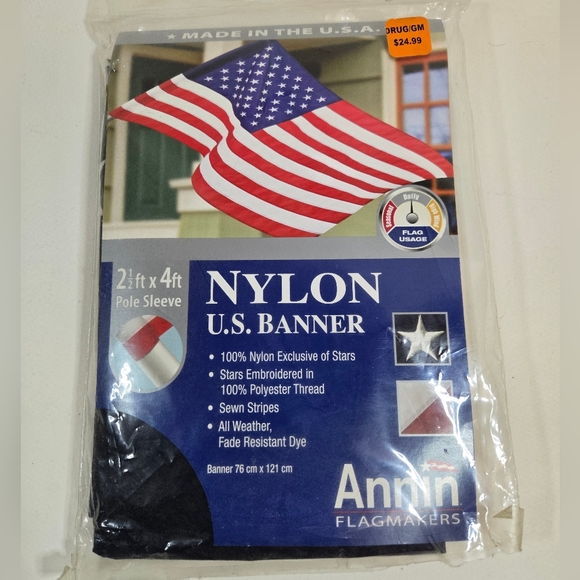 ★ MADE IN THE U.S.A.
DRUG/GM
$24.99
Seasonal Daily
FLAG
USAGE
2½ft x 4ft
Pole Sleeve
NYLON
U.S. BANNER
• 100% Nylon Exclusive of Stars
• Stars Embroidered in
100% Polyester Thread
• Sewn Stripes
• All Weather,
Fade Resistant Dye
Banner 76 cm x 121 cm
Annin
FLAGMAKERS